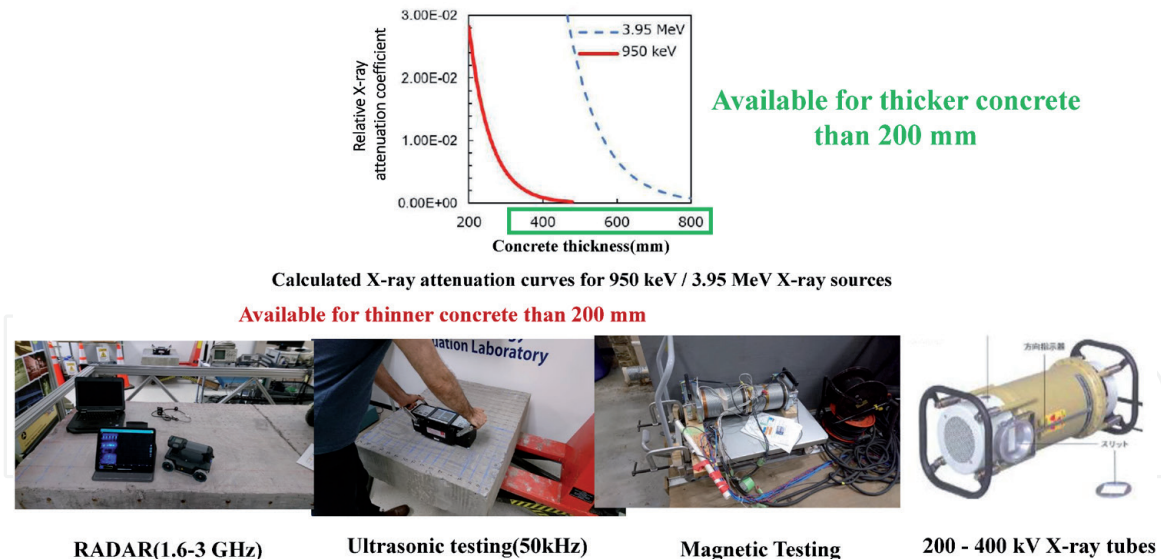 3.00E-02
2.00E-02
1.00E-02
0.00E+00
Relative X-ray
attenuation coefficient
3.95 MeV
950 keV
200 400 600 800
Concrete thickness(mm)
Available for thicker concrete
than 200 mm
Calculated X-ray attenuation curves for 950 keV / 3.95 MeV X-ray sources
Available for thinner concrete than 200 mm
uation Laboratory
方向指示器
スリット
RADAR(1.6-3 GHz)
Ultrasonic testing(50kHz)
Magnetic Testing
200 - 400 kV X-ray tubes